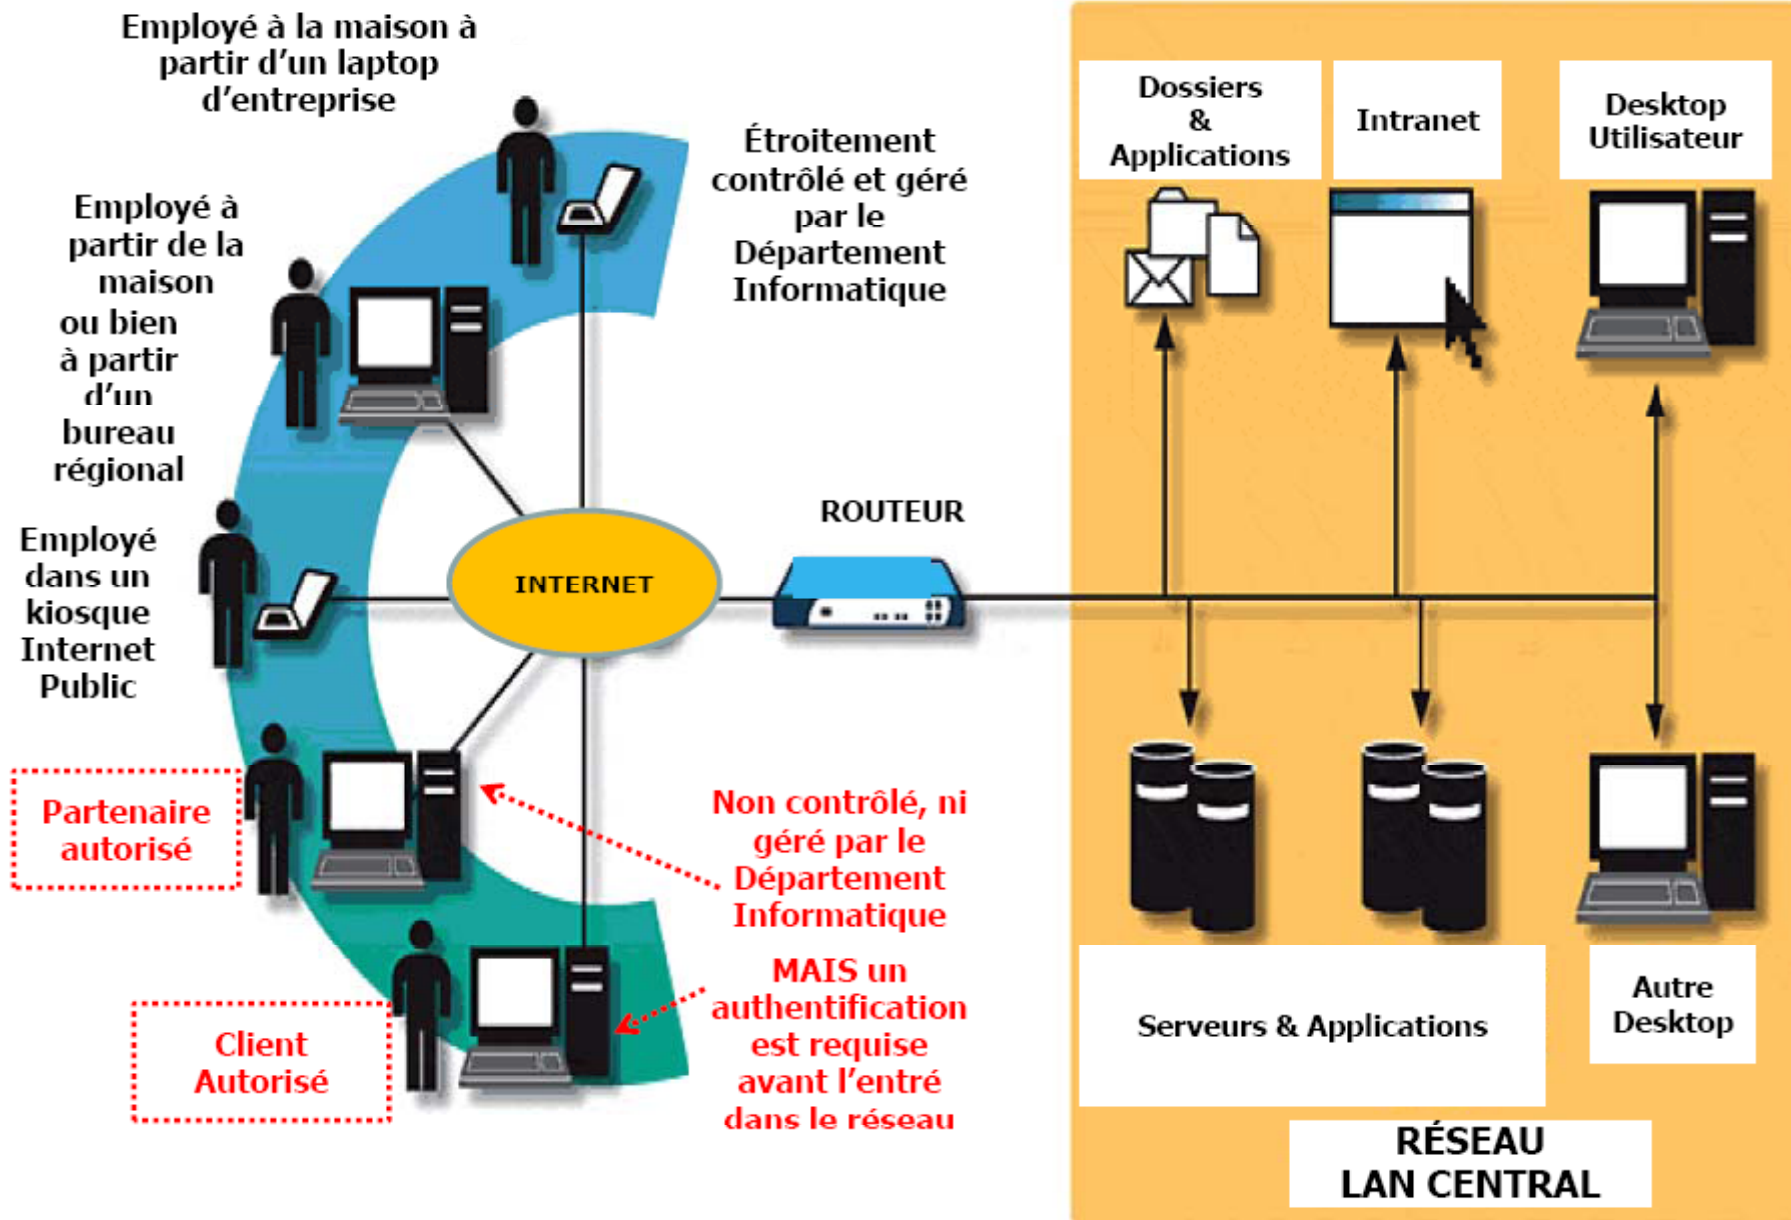 Employé à la maison à
partir d'un laptop
d'entreprise
Étroitement
contrôlé et géré
par le
Département
Informatique
Employé à
partir de la
maison
ou bien
à partir
d'un
bureau
régional
Employé
dans un
kiosque
Internet
Public
INTERNET
ROUTEUR
Partenaire
autorisé
Client
Autorisé
Non contrôlé, ni
géré par le
Département
Informatique
MAIS un
authentification
est requise
avant l'entré
dans le réseau
Dossiers
&
Applications
Intranet
Desktop
Utilisateur
Serveurs & Applications
Autre
Desktop
RÉSEAU
LAN CENTRAL